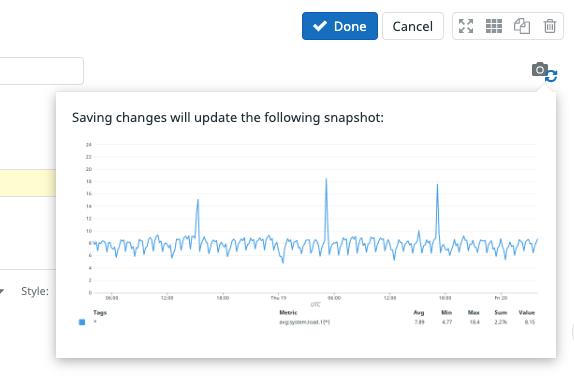 Done Cancel
Saving changes will update the following snapshot:
24
22
20
18
16
14
12
10
8
6
4
2
0
06:00 12:00 18:00 Thu 19 06:00 12:00 18:00 Fri 20
UTC
Tags Metric Avg Min Max Sum Value
* avg:system.load.1{*} 7.89 4.77 18.4 2.27k 8.15
Style: